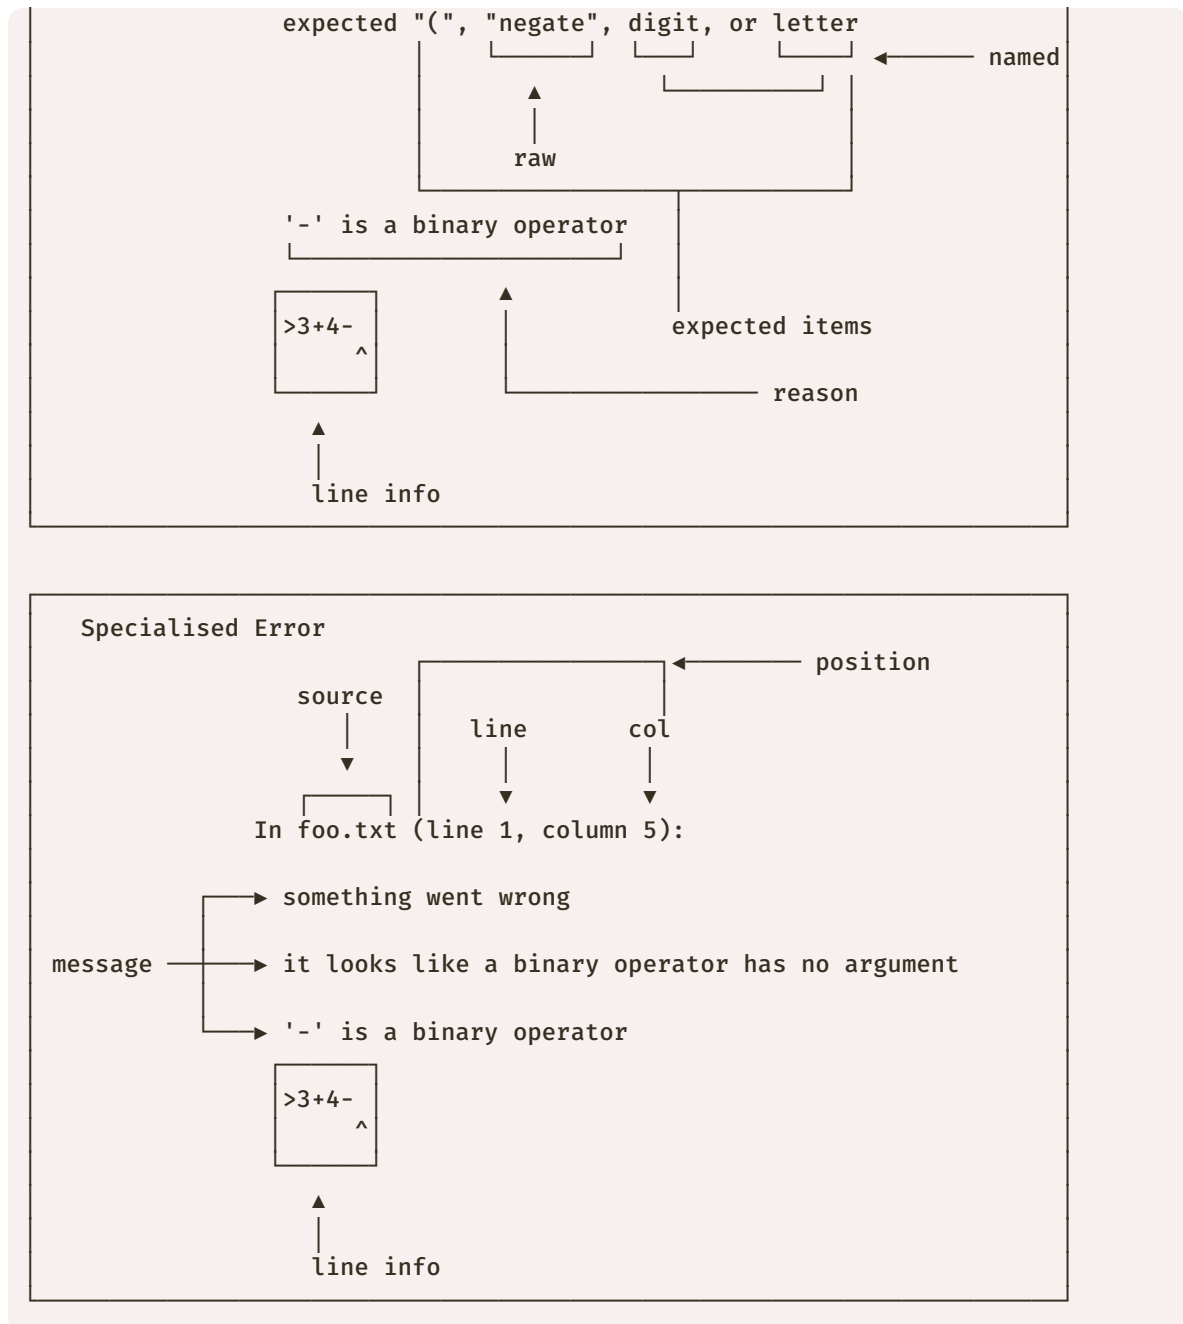 expected "(", "negate", digit, or letter
named
raw
'-' is a binary operator
>3+4-
^
expected items
reason
line info
Specialised Error
position
source
line col
In foo.txt (line 1, column 5):
something went wrong
message it looks like a binary operator has no argument
'-' is a binary operator
>3+4-
^
line info